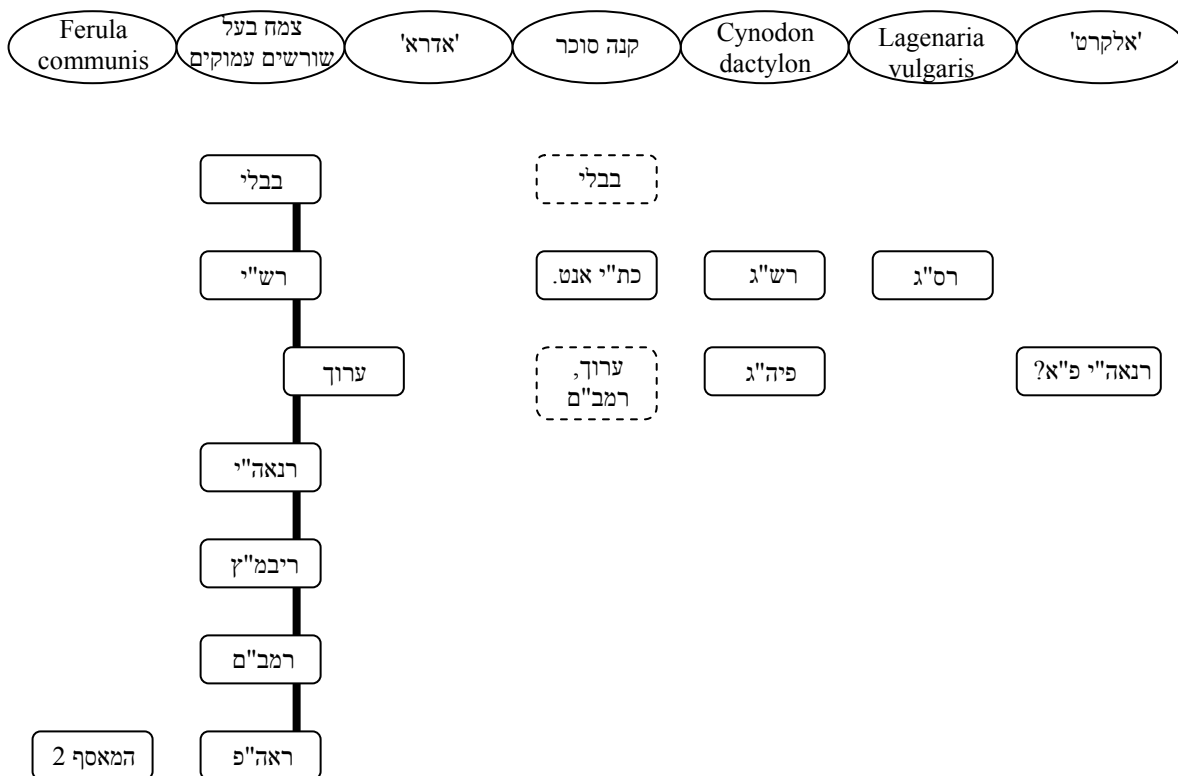 'אלקרט'
Lagenaria
vulgaris
Cynodon
dactylon
קנה סוכר
'אדרא'
צמח בעל
שורשים עמוקים
Ferula
communis
בבלי
בבלי
רס"ג
רש"ג
כת"י אנט.
רש"י
רנאה"י פ"א?
פיה"ג
ערוך,
רמב"ם
ערוך
רנאה"י
ריבמ"ץ
רמב"ם
ראה"פ
המאסף 2